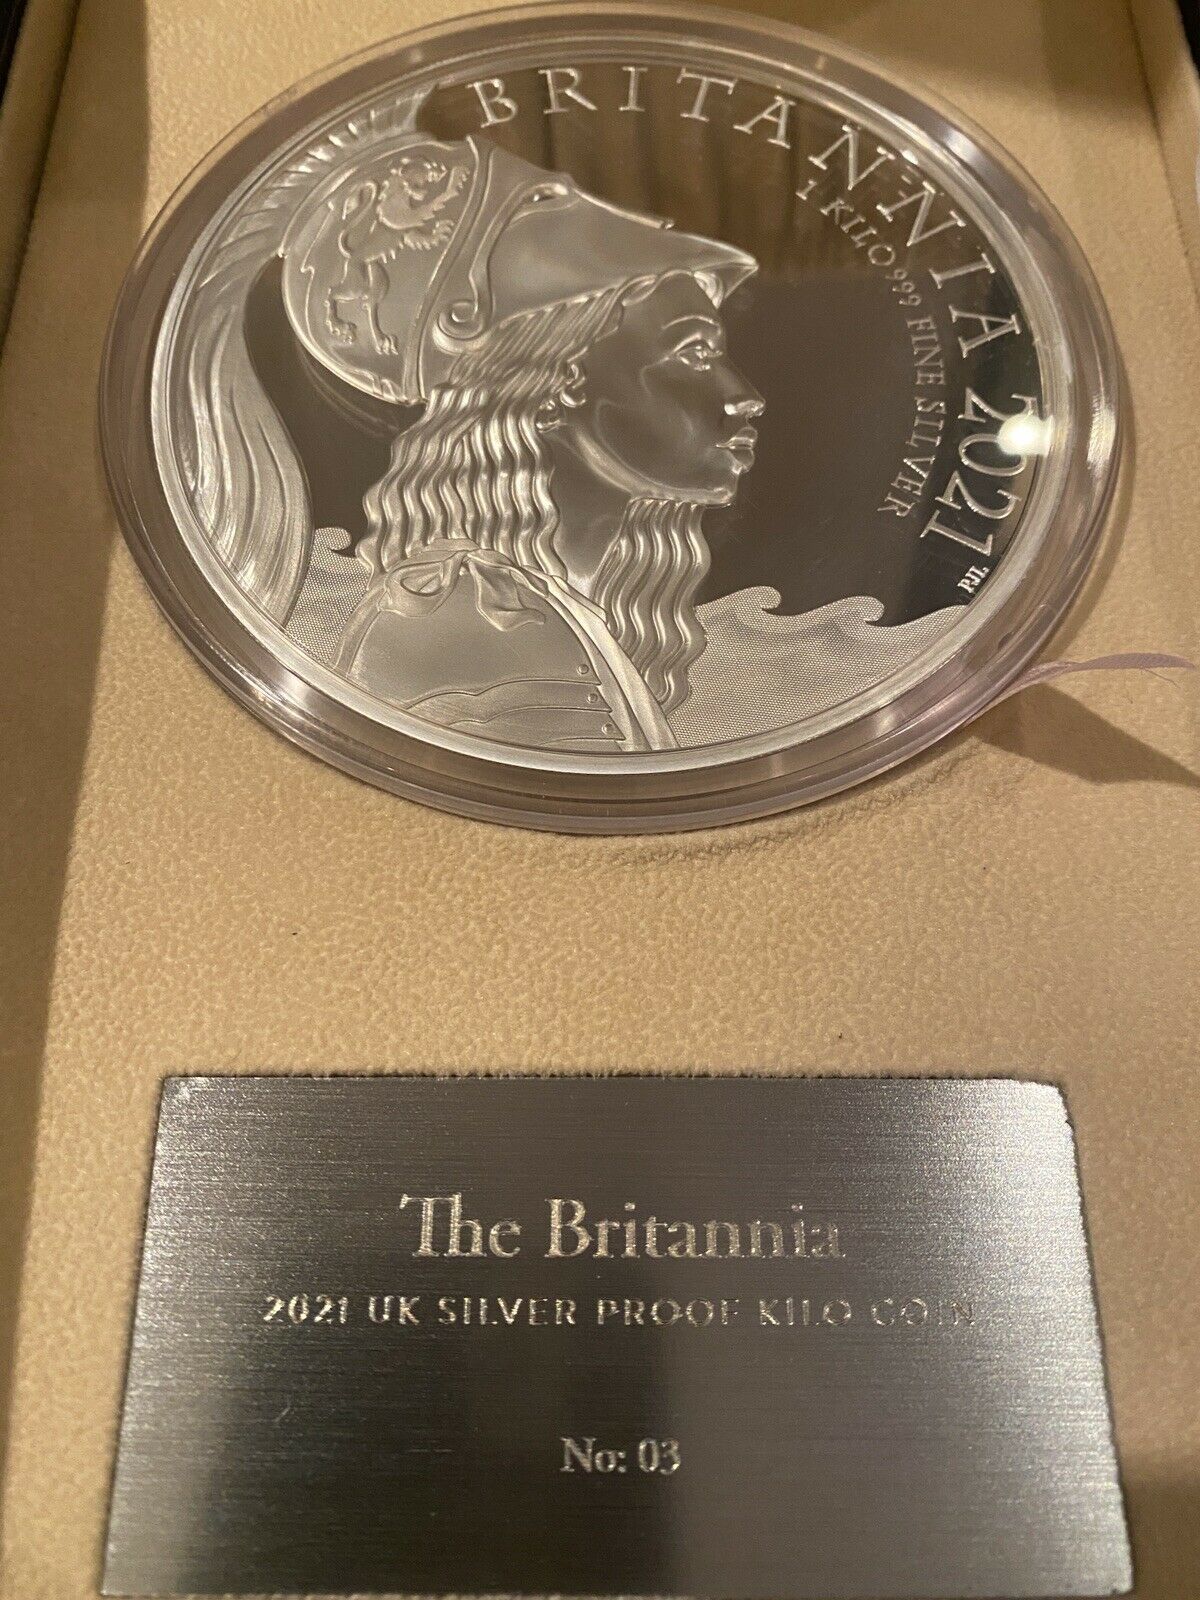 BRITANNIA 2021
1 KILO 999 FINE SILVER
PJL
The Britannia
2021 UK SILVER PROOF KILO COIN
No: 03